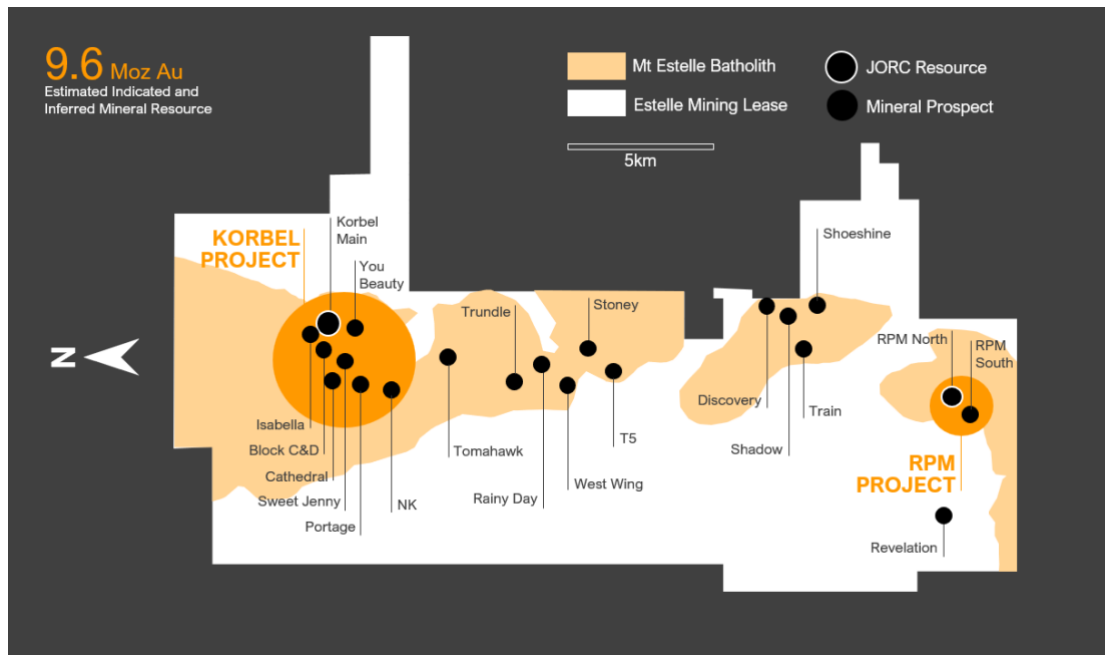 9.6 Moz Au
Estimated Indicated and
Inferred Mineral Resource
Mt Estelle Batholith
JORC Resource
Estelle Mining Lease
Mineral Prospect
5km
Korbel
Main
KORBEL
PROJECT
You
Beauty
Shoeshine
Trundle
Stoney
N
RPM North
RPM
South
Isabella
Block C&D
Cathedral
Sweet Jenny
Portage
NK
Tomahawk
Rainy Day
West Wing
T5
Discovery
Shadow
Train
RPM
PROJECT
Revelation